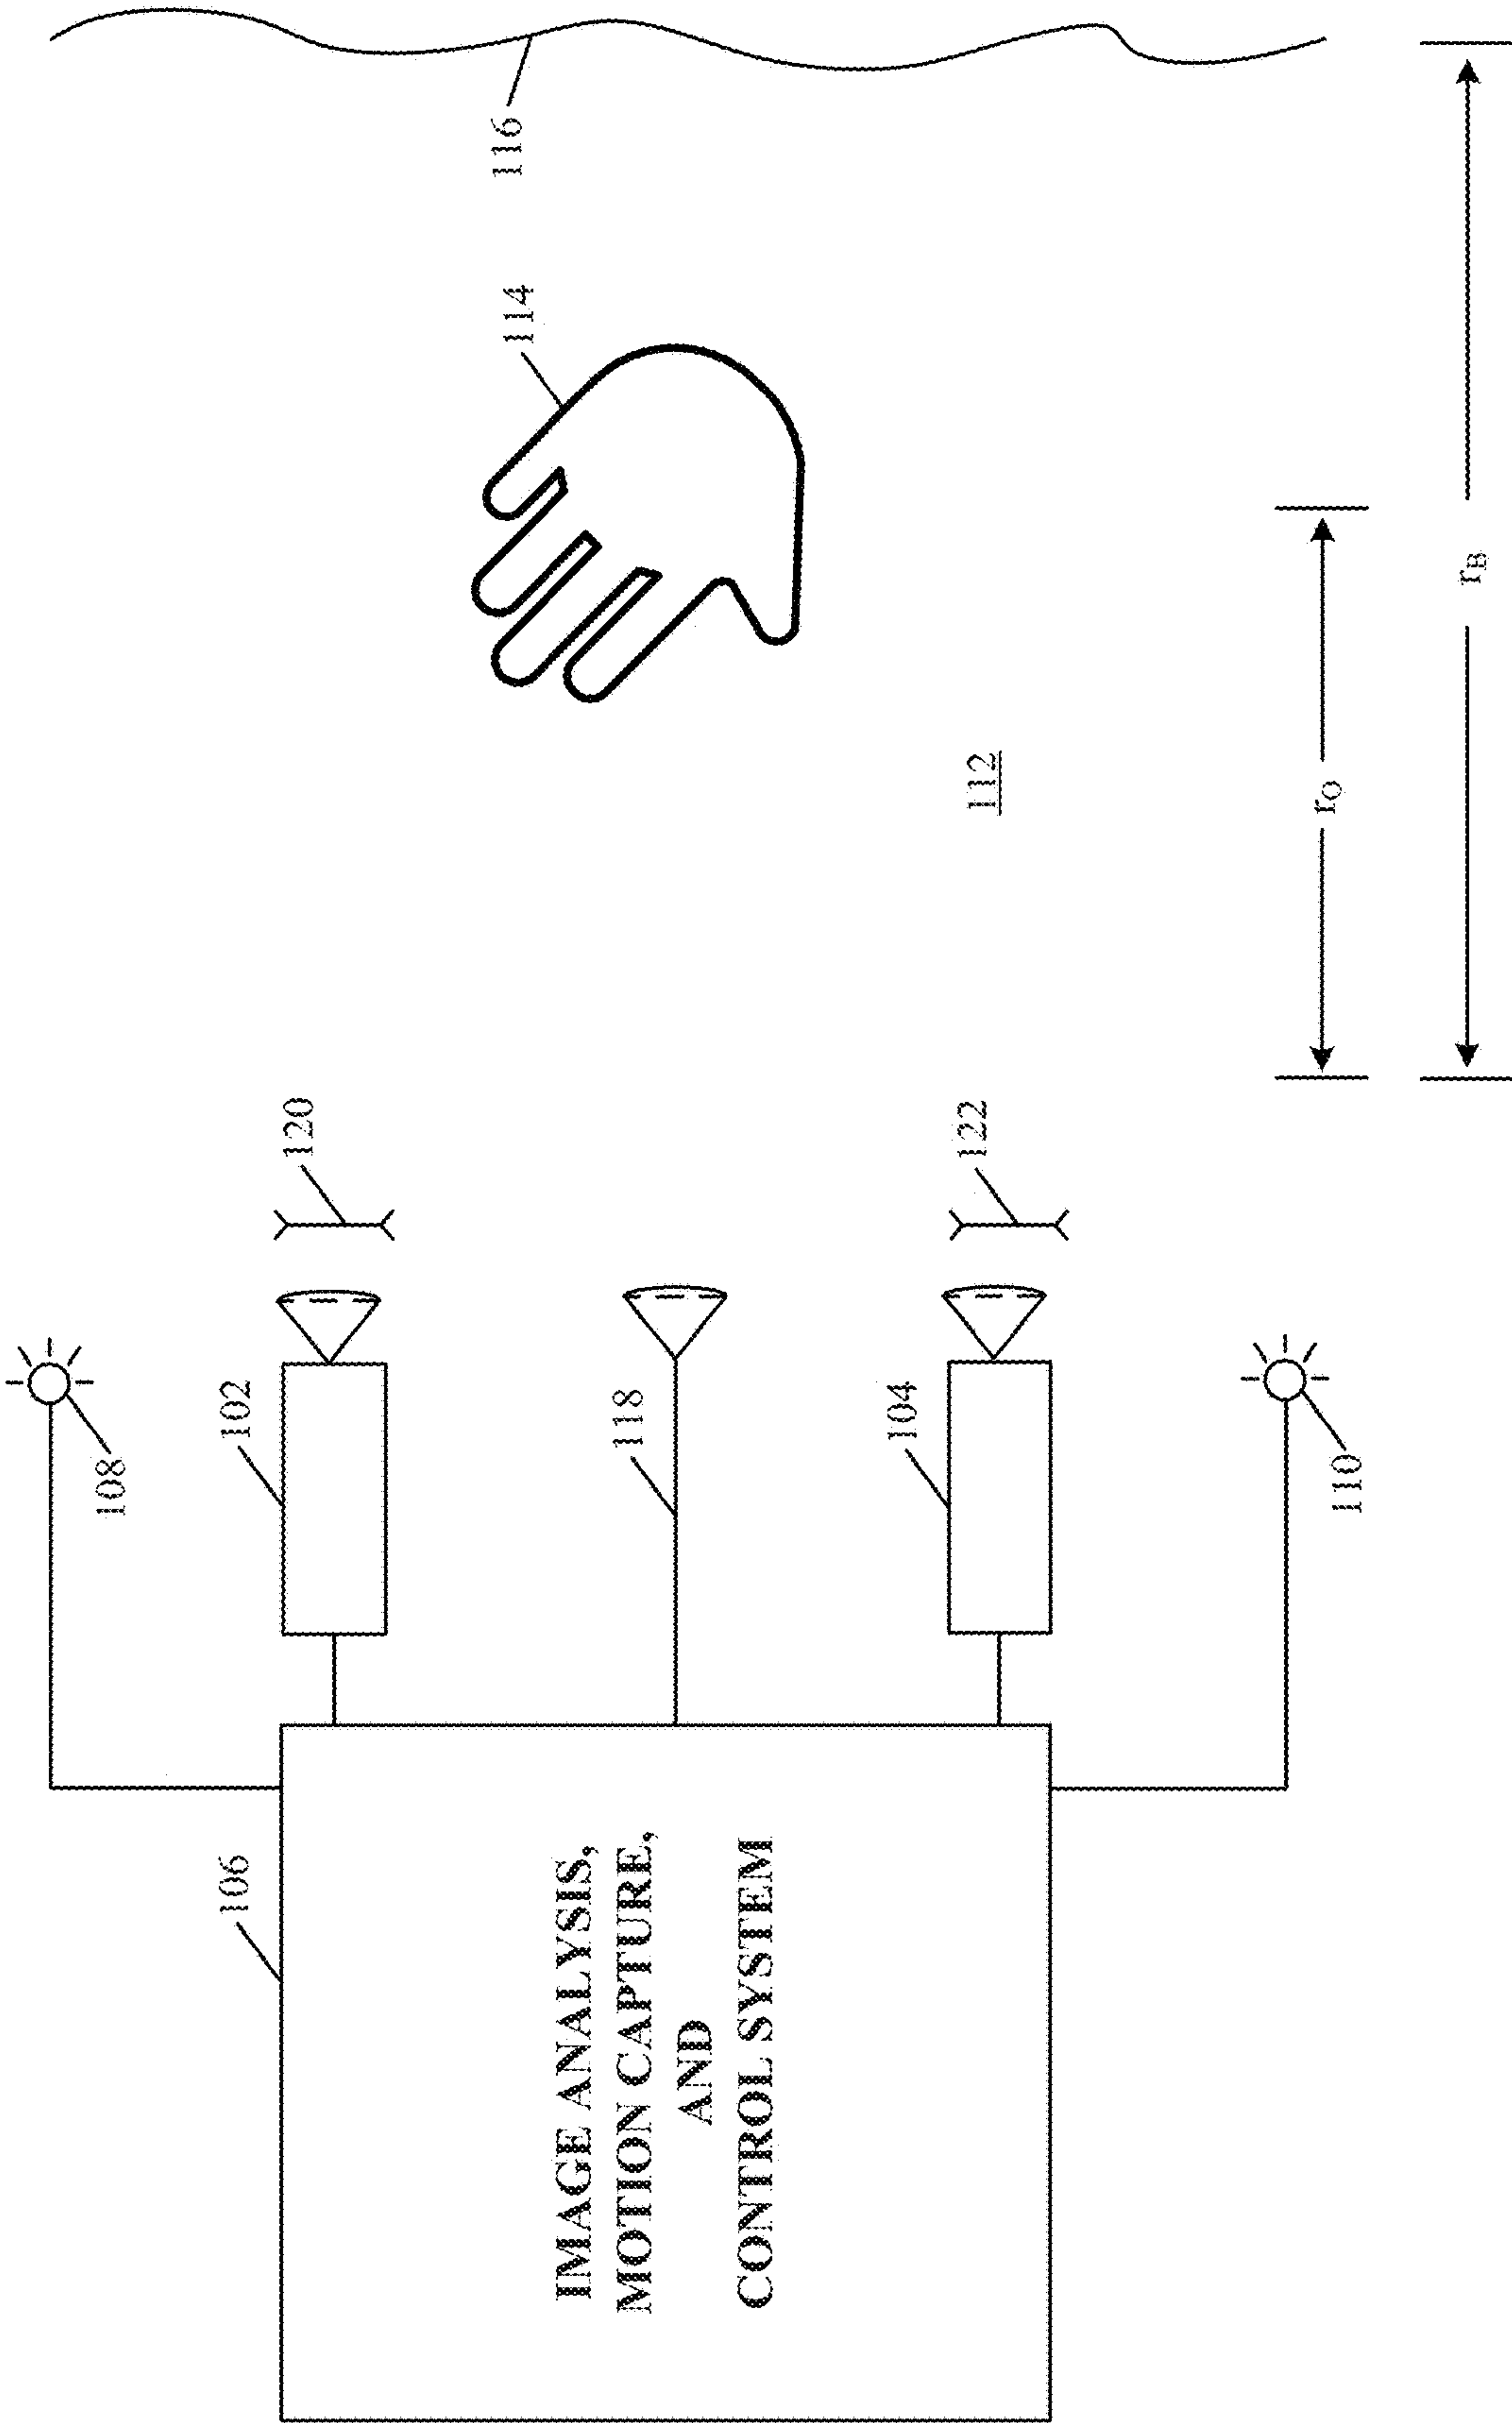 108
102
120
106
IMAGE ANALYSIS,
MOTION CAPTURE,
AND
CONTROL SYSTEM
118
114
116
104
122
112
110
rO
rB